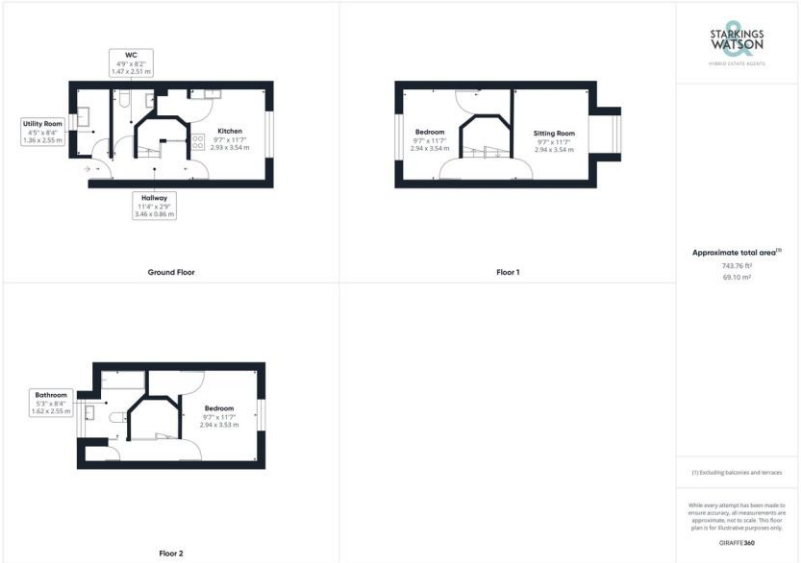 WC
4'9" x 8'2"
1.47 x 2.51 m
Utility Room
4'5" x 8'4"
1.36 x 2.55 m
Kitchen
9'7" x 11'7"
2.93 x 3.54 m
Hallway
11'4" x 2'9"
3.46 x 0.86 m
Ground Floor
Bedroom
9'7" x 11'7"
2.94 x 3.54 m
Sitting Room
9'7" x 11'7"
2.94 x 3.54 m
Floor 1
Bathroom
5'3" x 8'4"
1.62 x 2.55 m
Bedroom
9'7" x 11'7"
2.94 x 3.53 m
Floor 2
STARKINGS
&
WATSON
HYBRID ESTATE AGENTS
Approximate total area(1)
743.76 ft²
69.10 m²
(1) Excluding balconies and terraces
While every attempt has been made to
ensure accuracy, all measurements are
approximate, not to scale. This floor
plan is for illustrative purposes only.
GIRAFFE360